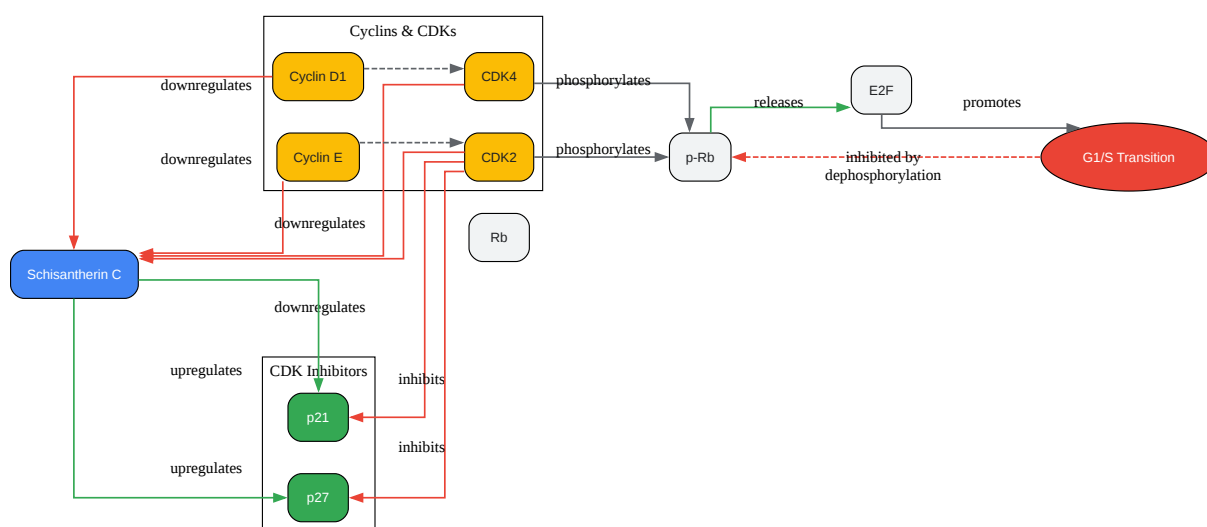 Cyclins & CDKs
Cyclin D1
CDK4
downregulates
phosphorylates
E2F
releases
promotes
Cyclin E
CDK2
downregulates
phosphorylates
p-Rb
inhibited by
dephosphorylation
G1/S Transition
downregulates
Rb
Schisantherin C
downregulates
upregulates
CDK Inhibitors
inhibits
p21
inhibits
upregulates
p27